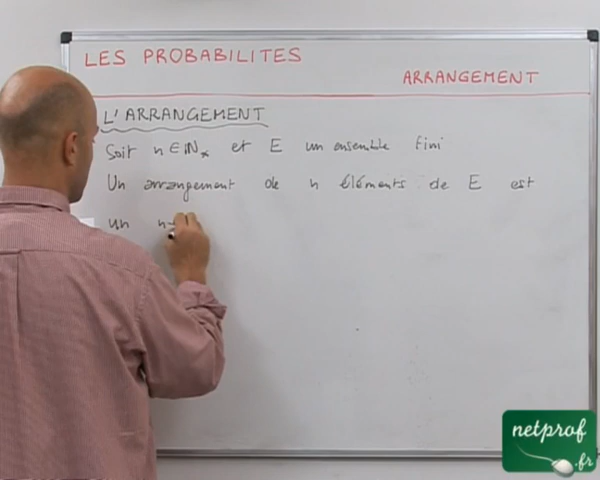 LES PROBABILITES
ARRANGEMENT
L'ARRANGEMENT
Soit n ∈ ℕ* et E un ensemble fini
Un arrangement de n éléments de E est
un n-
netprof
.fr